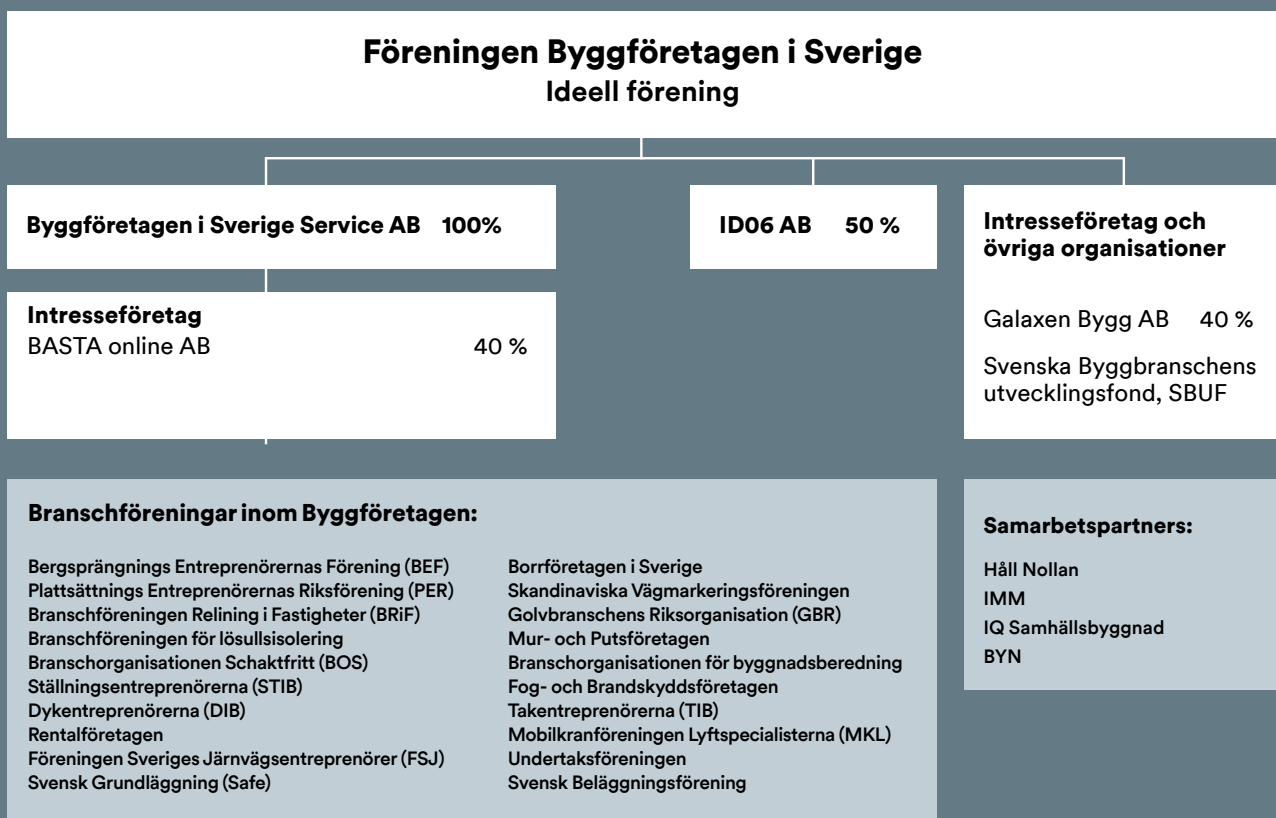 Föreningen Byggföretagen i Sverige
Ideell förening
Byggföretagen i Sverige Service AB 100%
ID06 AB 50 %
Intresseföretag och
övriga organisationer
Galaxen Bygg AB 40 %
Svenska Byggbranschens
utvecklingsfond, SBUF
Intresseföretag
BASTA online AB 40 %
Branschföreningar inom Byggföretagen:
Bergsprängnings Entreprenörernas Förening (BEF)
Plattsättnings Entreprenörernas Riksförening (PER)
Branschföreningen Relining i Fastigheter (BRiF)
Branschföreningen för lösullsisolering
Branschorganisationen Schaktfritt (BOS)
Ställningsentreprenörerna (STIB)
Dykentreprenörerna (DIB)
Rentalföretagen
Föreningen Sveriges Järnvägsentreprenörer (FSJ)
Svensk Grundläggning (Safe)
Borrföretagen i Sverige
Skandinaviska Vägmarkeringsföreningen
Golvbranschens Riksorganisation (GBR)
Mur- och Putsföretagen
Branschorganisationen för byggnadsberedning
Fog- och Brandskyddsföretagen
Takentreprenörerna (TIB)
Mobilkranföreningen Lyftspecialisterna (MKL)
Undertaksföreningen
Svensk Beläggningsförening
Samarbetspartners:
Håll Nollan
IMM
IQ Samhällsbyggnad
BYN